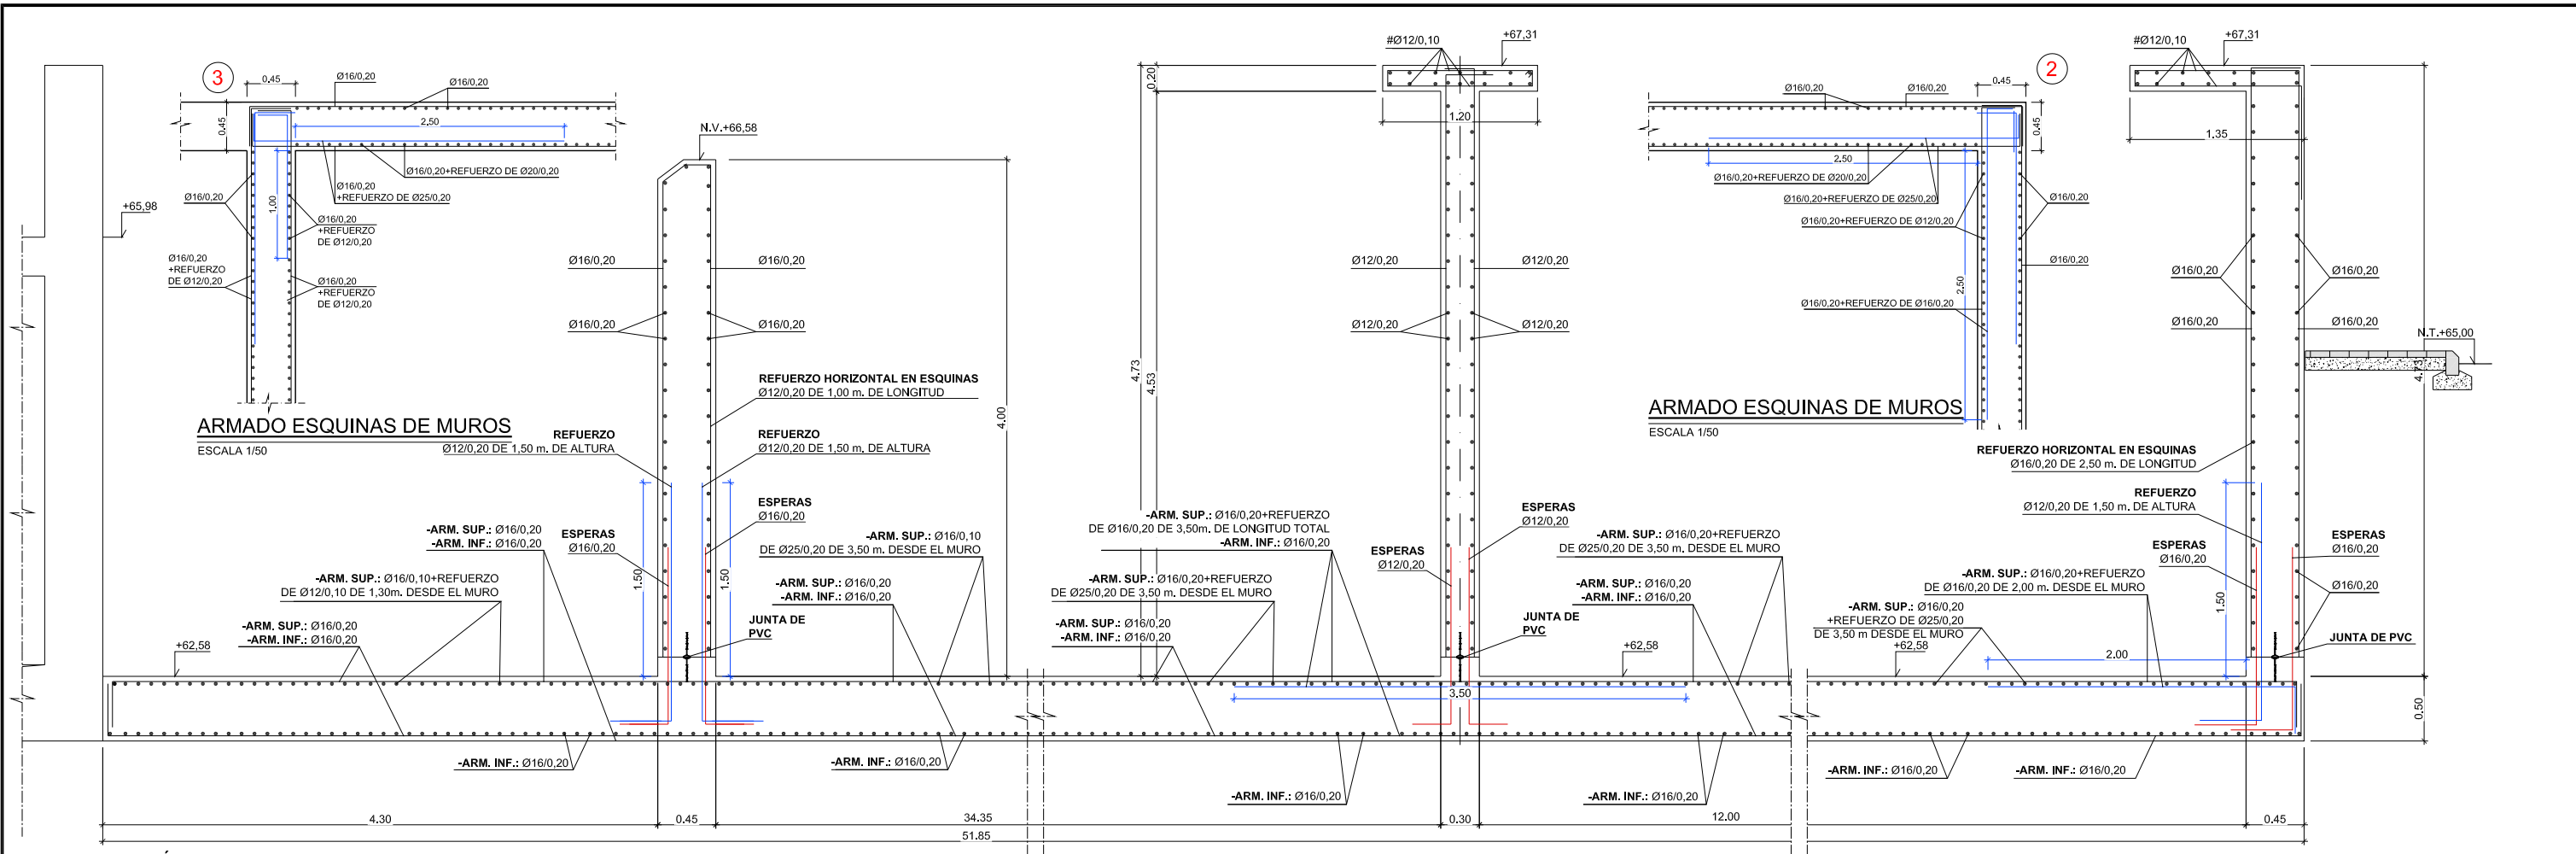 3
0.45
Ø16/0,20
Ø16/0,20
0.45
2,50
Ø16/0,20+REFUERZO DE Ø20/0,20
Ø16/0,20
+REFUERZO DE Ø25/0,20
Ø16/0,20
1.00
Ø16/0,20
+REFUERZO
DE Ø12/0,20
Ø16/0,20
+REFUERZO
DE Ø12/0,20
Ø16/0,20
+REFUERZO
DE Ø12/0,20
ARMADO ESQUINAS DE MUROS
ESCALA 1/50
+65,98
N.V.+66,58
Ø16/0,20
Ø16/0,20
Ø16/0,20
Ø16/0,20
REFUERZO HORIZONTAL EN ESQUINAS
Ø12/0,20 DE 1,00 m. DE LONGITUD
REFUERZO
Ø12/0,20 DE 1,50 m. DE ALTURA
REFUERZO
Ø12/0,20 DE 1,50 m. DE ALTURA
4.00
ESPERAS
Ø16/0,20
ESPERAS
Ø16/0,20
1.50
1.50
-ARM. SUP.: Ø16/0,20
-ARM. INF.: Ø16/0,20
-ARM. SUP.: Ø16/0,10+REFUERZO
DE Ø12/0,10 DE 1,30m. DESDE EL MURO
-ARM. SUP.: Ø16/0,20
-ARM. INF.: Ø16/0,20
+62,58
-ARM. SUP.: Ø16/0,10
DE Ø25/0,20 DE 3,50 m. DESDE EL MURO
-ARM. SUP.: Ø16/0,20
-ARM. INF.: Ø16/0,20
JUNTA DE
PVC
#Ø12/0,10
+67,31
0.20
1.20
4.73
4.53
Ø12/0,20
Ø12/0,20
Ø12/0,20
Ø12/0,20
-ARM. SUP.: Ø16/0,20+REFUERZO
DE Ø16/0,20 DE 3,50m. DE LONGITUD TOTAL
-ARM. INF.: Ø16/0,20
-ARM. SUP.: Ø16/0,20+REFUERZO
DE Ø25/0,20 DE 3,50 m. DESDE EL MURO
-ARM. SUP.: Ø16/0,20
-ARM. INF.: Ø16/0,20
ESPERAS
Ø12/0,20
ESPERAS
Ø12/0,20
-ARM. SUP.: Ø16/0,20+REFUERZO
DE Ø25/0,20 DE 3,50 m. DESDE EL MURO
-ARM. SUP.: Ø16/0,20
-ARM. INF.: Ø16/0,20
JUNTA DE
PVC
+62,58
3,50
2
0.45
Ø16/0,20
Ø16/0,20
0.45
2.50
Ø16/0,20+REFUERZO DE Ø20/0,20
Ø16/0,20+REFUERZO DE Ø25/0,20
Ø16/0,20+REFUERZO DE Ø12/0,20
Ø16/0,20
Ø16/0,20
2.50
Ø16/0,20+REFUERZO DE Ø16/0,20
ARMADO ESQUINAS DE MUROS
ESCALA 1/50
#Ø12/0,10
+67,31
1.35
Ø16/0,20
Ø16/0,20
Ø16/0,20
Ø16/0,20
N.T.+65,00
4.73
REFUERZO HORIZONTAL EN ESQUINAS
Ø16/0,20 DE 2,50 m. DE LONGITUD
REFUERZO
Ø12/0,20 DE 1,50 m. DE ALTURA
ESPERAS
Ø16/0,20
ESPERAS
Ø16/0,20
1.50
-ARM. SUP.: Ø16/0,20+REFUERZO
DE Ø16/0,20 DE 2,00 m. DESDE EL MURO
Ø16/0,20
-ARM. SUP.: Ø16/0,20
+REFUERZO DE Ø25/0,20
DE 3,50 m DESDE EL MURO
+62,58
JUNTA DE PVC
2.00
0.50
-ARM. INF.: Ø16/0,20
-ARM. INF.: Ø16/0,20
-ARM. INF.: Ø16/0,20
-ARM. INF.: Ø16/0,20
-ARM. INF.: Ø16/0,20
-ARM. INF.: Ø16/0,20
4.30
0.45
34.35
0.30
12.00
0.45
51.85